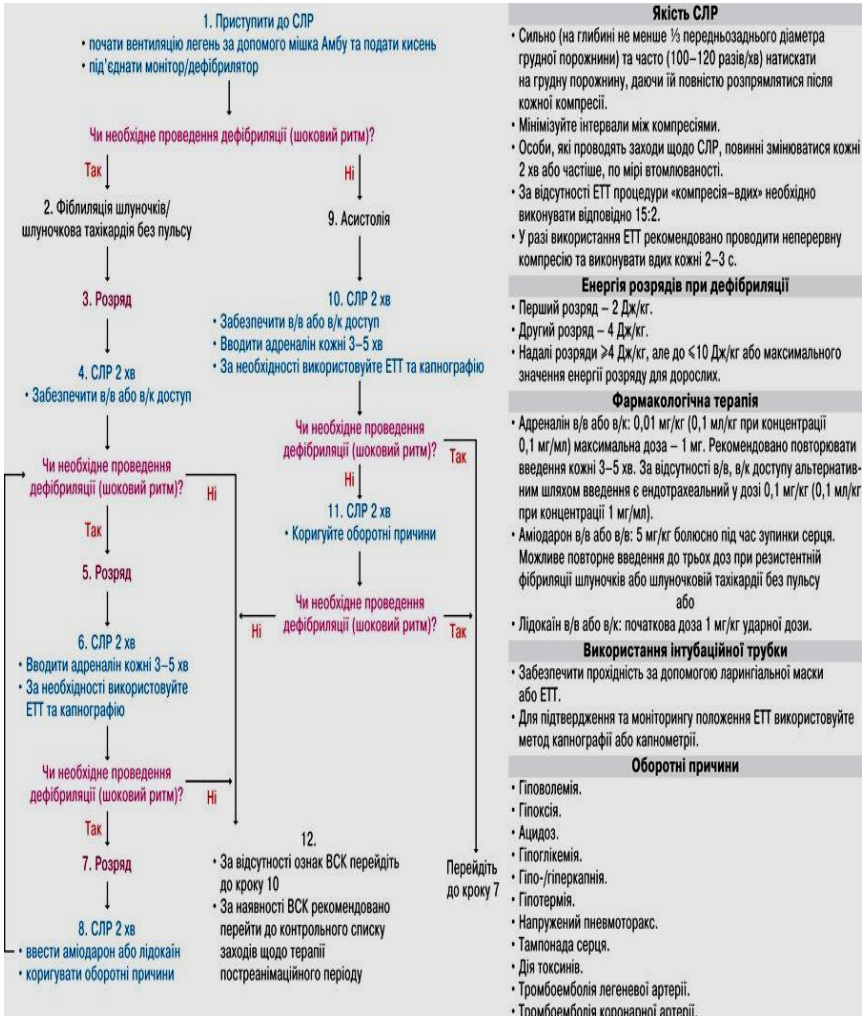 1. Приступити до СЛР
• почати вентиляцію легень за допомого мішка Амбу та подати кисень
• під'єднати монітор/дефібрилятор
Чи необхідне проведення дефібриляції (шоковий ритм)?
Так
Ні
2. Фіблиляція шлуночків/
шлуночкова тахікардія без пульсу
3. Розряд
4. СЛР 2 хв
• Забезпечити в/в або в/к доступ
Чи необхідне проведення
дефібриляції (шоковий ритм)?
Ні
Так
5. Розряд
6. СЛР 2 хв
• Вводити адреналін кожні 3–5 хв
• За необхідності використовуйте
ЕТТ та капнографію
Чи необхідне проведення
дефібриляції (шоковий ритм)?
Ні
Так
7. Розряд
8. СЛР 2 хв
• ввести аміодарон або лідокаїн
• коригувати оборотні причини
9. Асистолія
10. СЛР 2 хв
• Забезпечити в/в або в/к доступ
• Вводити адреналін кожні 3–5 хв
• За необхідності використовуйте ЕТТ та капнографію
Чи необхідне проведення
дефібриляції (шоковий ритм)?
Так
Ні
11. СЛР 2 хв
• Коригуйте оборотні причини
Чи необхідне проведення
дефібриляції (шоковий ритм)?
Ні
Так
12.
• За відсутності ознак ВСК перейдіть
до кроку 10
• За наявності ВСК рекомендовано
перейти до контрольного списку
заходів щодо терапії
постреанімаційного періоду
Перейдіть
до кроку 7
Якість СЛР
• Сильно (на глибині не менше ⅓ передньозаднього діаметра
грудної порожнини) та часто (100–120 разів/хв) натискати
на грудну порожнину, даючи їй повністю розпрямлятися після
кожної компресії.
• Мінімізуйте інтервали між компресіями.
• Особи, які проводять заходи щодо СЛР, повинні змінюватися кожні
2 хв або частіше, по мірі втомлюваності.
• За відсутності ЕТТ процедури «компресія–вдих» необхідно
виконувати відповідно 15:2.
• У разі використання ЕТТ рекомендовано проводити неперервну
компресію та виконувати вдих кожні 2–3 с.
Енергія розрядів при дефібриляції
• Перший розряд – 2 Дж/кг.
• Другий розряд – 4 Дж/кг.
• Надалі розряди ⩾4 Дж/кг, але до ⩽10 Дж/кг або максимального
значення енергії розряду для дорослих.
Фармакологічна терапія
• Адреналін в/в або в/к: 0,01 мг/кг (0,1 мл/кг при концентрації
0,1 мг/мл) максимальна доза – 1 мг. Рекомендовано повторювати
введення кожні 3–5 хв. За відсутності в/в, в/к доступу альтернатив-
ним шляхом введення є ендотрахеальний у дозі 0,1 мг/кг (0,1 мл/кг
при концентрації 1 мг/мл).
• Аміодарон в/в або в/в: 5 мг/кг болюсно під час зупинки серця.
Можливе повторне введення до трьох доз при резистентній
фібриляції шлуночків або шлуночковій тахікардії без пульсу
або
• Лідокаїн в/в або в/к: початкова доза 1 мг/кг ударної дози.
Використання інтубаційної трубки
• Забезпечити прохідність за допомогою ларингіальної маски
або ЕТТ.
• Для підтвердження та моніторингу положення ЕТТ використовуйте
метод капнографії або капнометрії.
Оборотні причини
• Гіповолемія.
• Гіпоксія.
• Ацидоз.
• Гіпоглікемія.
• Гіпо-/гіперкапнія.
• Гіпотермія.
• Напружений пневмоторакс.
• Тампонада серця.
• Дія токсинів.
• Тромбоемболія легеневої артерії.
• Тромбоемболія коронарної артерії.